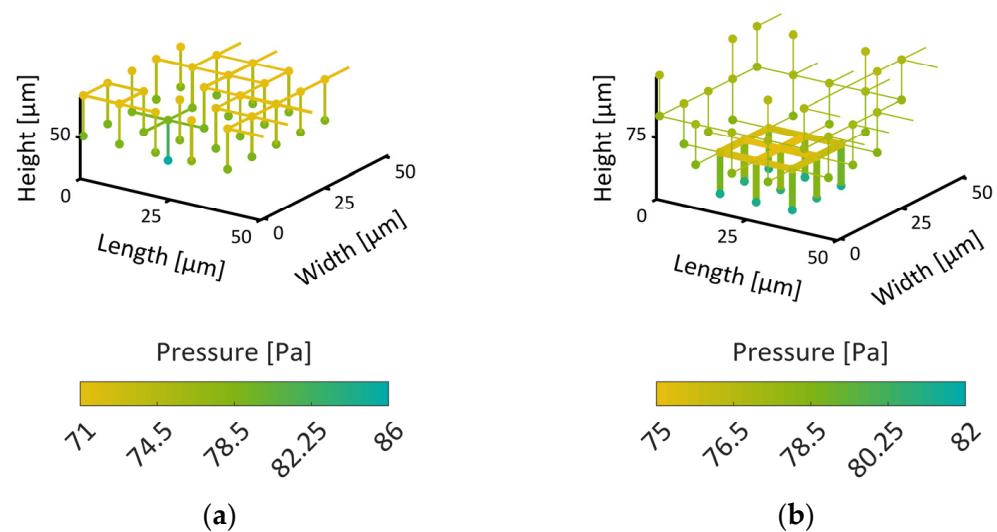 Height [µm]
50
0
25
50
Length [µm]
0
25
50
Width [µm]
Pressure [Pa]
71
74.5
78.5
82.25
86
(a)
Height [µm]
75
0
25
50
Length [µm]
0
25
50
Width [µm]
Pressure [Pa]
75
76.5
78.5
80.25
82
(b)